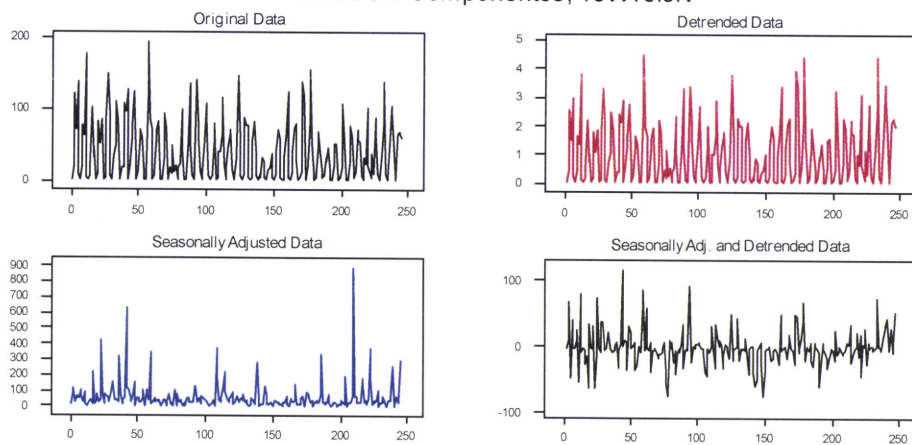 Componentes,
Original Data
Detrended Data
200
100
0
0 50 100 150 200 250
5
4
3
2
1
0
0 50 100 150 200 250
Seasonally Adjusted Data
Seasonally Adj. and Detrended Data
900
800
700
600
500
400
300
200
100
0
0 50 100 150 200 250
100
0
-100
0 50 100 150 200 250